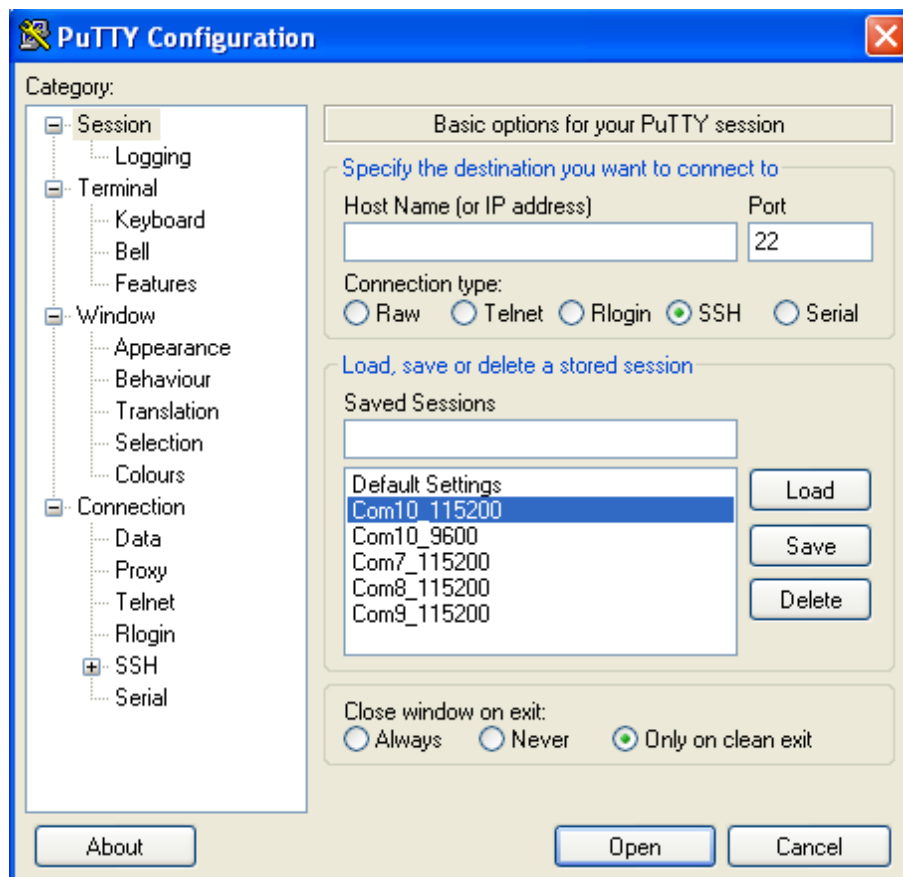 PuTTY Configuration
Category:
Session
Logging
Terminal
Keyboard
Bell
Features
Window
Appearance
Behaviour
Translation
Selection
Colours
Connection
Data
Proxy
Telnet
Rlogin
SSH
Serial
Basic options for your PuTTY session
Specify the destination you want to connect to
Host Name (or IP address) Port
22
Connection type:
Raw Telnet Rlogin SSH Serial
Load, save or delete a stored session
Saved Sessions
Default Settings
Com10_115200
Com10_9600
Com7_115200
Com8_115200
Com9_115200
Load
Save
Delete
Close window on exit:
Always Never Only on clean exit
About Open Cancel